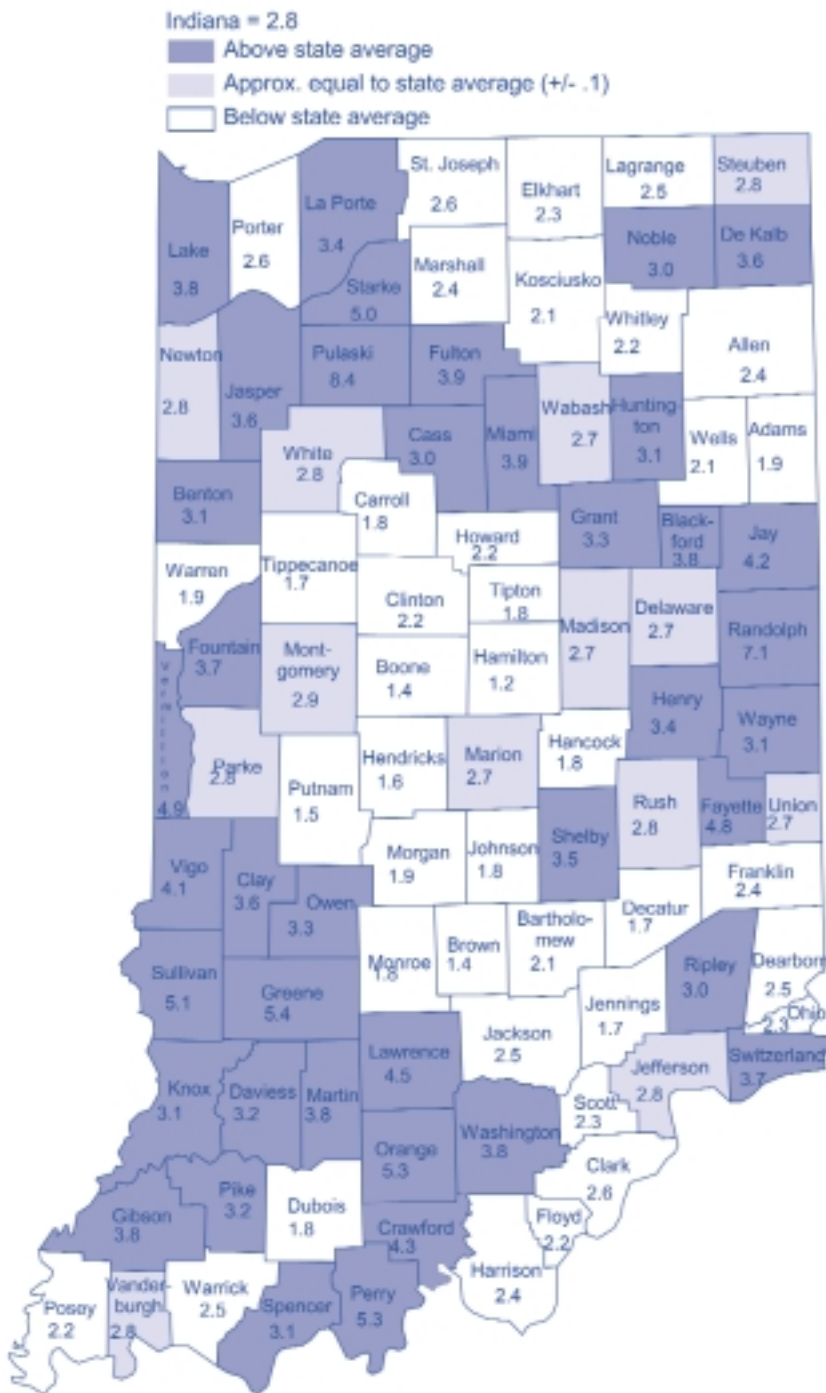 Indiana = 2.8
Above state average
Approx. equal to state average (+/- .1)
Below state average
St. Joseph
2.6
Elkhart
2.3
Lagrange
2.5
Steuben
2.8
La Porte
3.4
Porter
2.6
Lake
3.8
Noble
3.0
De Kalb
3.6
Marshall
2.4
Starke
5.0
Kosciusko
2.1
Whitley
2.2
Allen
2.4
Newton
2.8
Jasper
3.6
Pulaski
8.4
Fulton
3.9
Wabash
2.7
Hunting-
ton
3.1
Miami
3.9
Cass
3.0
White
2.8
Wells
2.1
Adams
1.9
Benton
3.1
Carroll
1.8
Grant
3.3
Black-
ford
3.8
Jay
4.2
Howard
2.2
Warren
1.9
Tippecanoe
1.7
Clinton
2.2
Tipton
1.8
Madison
2.7
Delaware
2.7
Randolph
7.1
Fountain
3.7
Mont-
gomery
2.9
Boone
1.4
Hamilton
1.2
Vermillion
4.9
Henry
3.4
Wayne
3.1
Parke
2.8
Putnam
1.5
Hendricks
1.6
Marion
2.7
Hancock
1.8
Rush
2.8
Fayette
4.8
Union
2.7
Vigo
4.1
Clay
3.6
Owen
3.3
Morgan
1.9
Johnson
1.8
Shelby
3.5
Franklin
2.4
Decatur
1.7
Monroe
1.8
Brown
1.4
Bartholo-
mew
2.1
Sullivan
5.1
Greene
5.4
Jennings
1.7
Ripley
3.0
Dearborn
2.5
Ohio
2.3
Jackson
2.5
Lawrence
4.5
Jefferson
2.8
Switzerland
3.7
Knox
3.1
Daviess
3.2
Martin
3.8
Scott
2.3
Washington
3.8
Orange
5.3
Clark
2.6
Pike
3.2
Gibson
3.8
Dubois
1.8
Floyd
2.2
Crawford
4.3
Harrison
2.4
Posey
2.2
Vander-
burgh
2.8
Warrick
2.5
Spencer
3.1
Perry
5.3